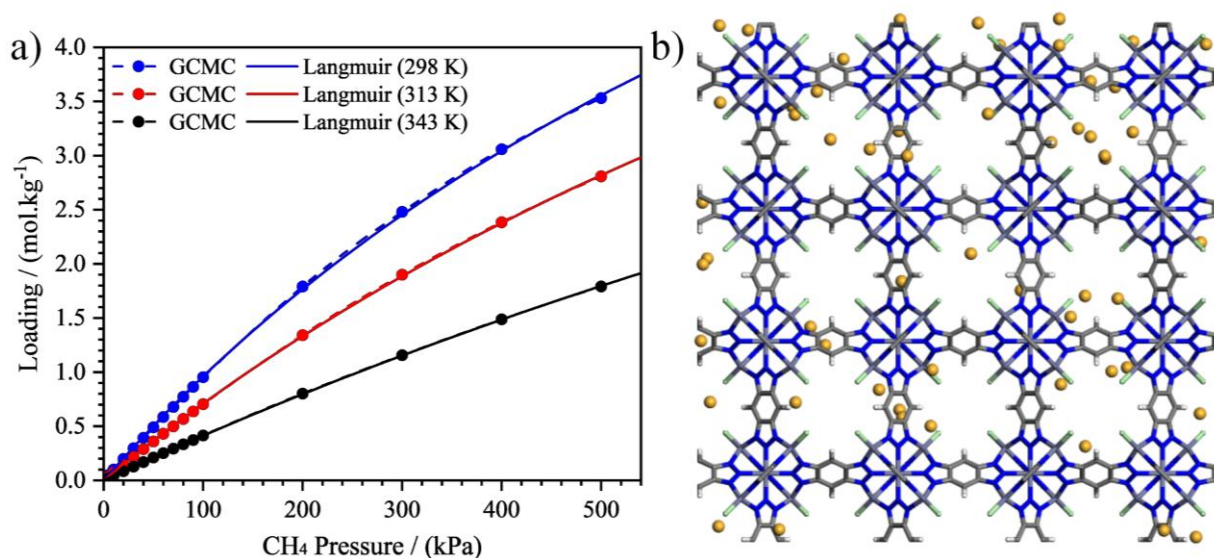 a)
b)
4.0
3.5
3.0
2.5
2.0
1.5
1.0
0.5
0.0
Loading / (mol.kg⁻¹)
GCMC Langmuir (298 K)
GCMC Langmuir (313 K)
GCMC Langmuir (343 K)
0 100 200 300 400 500
CH₄ Pressure / (kPa)